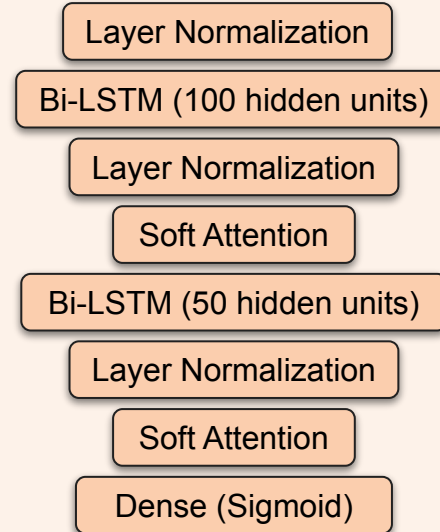 Layer Normalization
Bi-LSTM (100 hidden units)
Layer Normalization
Soft Attention
Bi-LSTM (50 hidden units)
Layer Normalization
Soft Attention
Dense (Sigmoid)